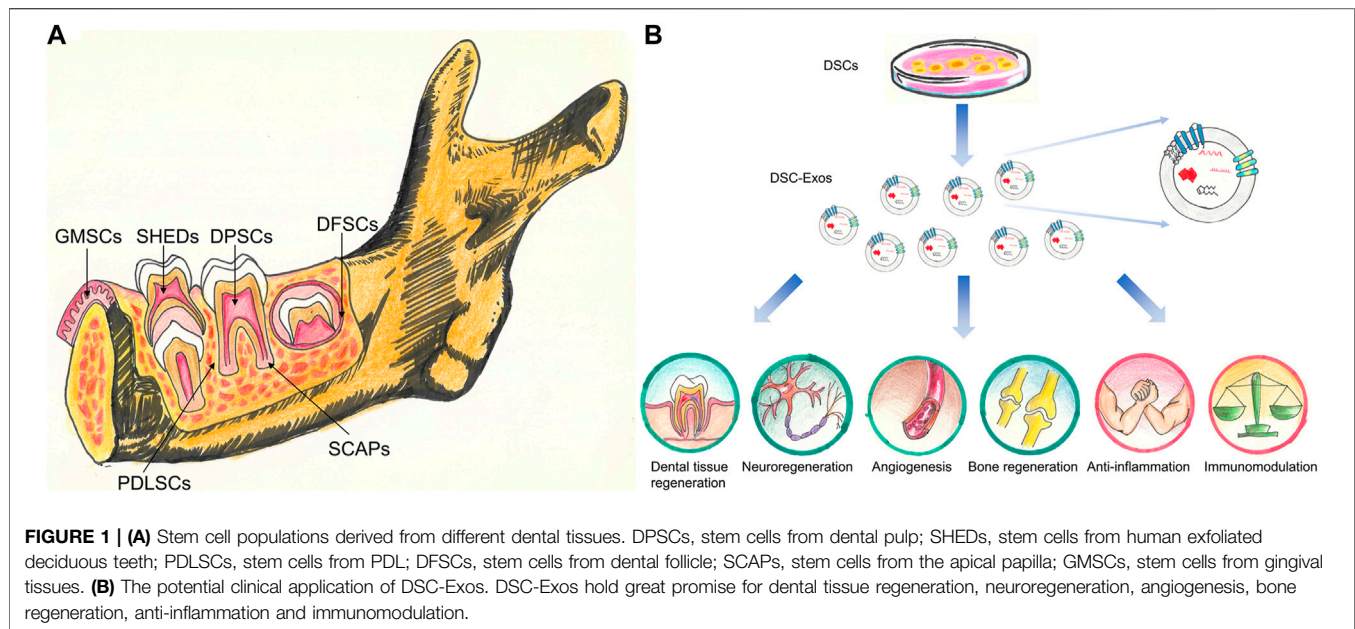 A
GMSCs
SHEDs
DPSCs
DFSCs
SCAPs
PDLSCs
B
DSCs
DSC-Exos
Dental tissue
regeneration
Neuroregeneration
Angiogenesis
Bone regeneration
Anti-inflammation
Immunomodulation
FIGURE 1 | (A) Stem cell populations derived from different dental tissues. DPSCs, stem cells from dental pulp; SHEDs, stem cells from human exfoliated
deciduous teeth; PDLSCs, stem cells from PDL; DFSCs, stem cells from dental follicle; SCAPs, stem cells from the apical papilla; GMSCs, stem cells from gingival
tissues. (B) The potential clinical application of DSC-Exos. DSC-Exos hold great promise for dental tissue regeneration, neuroregeneration, angiogenesis, bone
regeneration, anti-inflammation and immunomodulation.